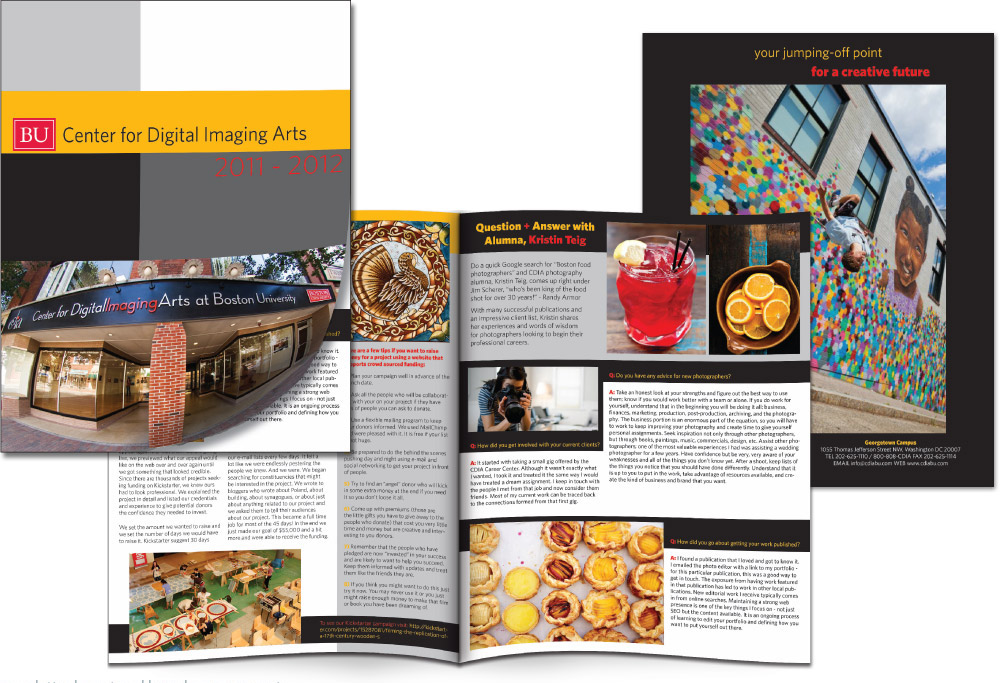 BU Center for Digital Imaging Arts
2011 - 2012
Center for DigitalImagingArts at Boston University
BOSTON
UNIVERSITY
your jumping-off point
for a creative future
Georgetown Campus
1055 Thomas Jefferson Street NW, Washington DC 20007
TEL 202-625-1110 / 800-808-CDIA FAX 202-625-1114
EMAIL info@cdiabu.com WEB www.cdiabu.com
like on the web over and over until
we got something that looked credible.
Since there are thousands of projects seek-
ing funding on Kickstarter, we knew ours
had to look professional. We explained the
project in detail and listed our credentials
and experience to give potential donors
the confidence they needed to invest.
We set the amount we wanted to raise and
we set the number of days we would have
to raise it. Kickstarter suggest 30 days
our e-mail lists every few days. It felt a
lot like we were endlessly pestering the
people we knew. And we were. We began
searching for constituencies that might
be interested in the project. We wrote to
bloggers who wrote about Poland, about
building, about synagogues, or about just
about anything related to our project and
we asked them to tell their audiences
about our project. This became a full time
job for most of the 45 days! In the end we
just made our goal of $53,000 and a bit
more and were able to receive the funding.
are a few tips if you want to raise
money for a project using a website that
supports crowd sourced funding:
your campaign well in advance of the
launch date.
all the people who will be collaborat-
with your on your project if they have
of people you can ask to donate.
a flexible mailing program to keep
donors informed. We used MailChimp
were pleased with it. It is free if your list
not huge.
prepared to do the behind the scenes
day and night using e-mail and
social networking to get your project in front
of people.
Try to find an "angel" donor who will kick
in some extra money at the end if you need
it so you don't loose it all.
Come up with premiums (those are
the little gifts you have to give away to the
people who donate) that cost you very little
time and money but are creative and inter-
esting to you donors.
Remember that the people who have
pledged are now "invested" in your success
and are likely to want to help you succeed.
Keep them informed with updates and treat
them like the friends they are.
If you think you might want to do this just
try it now. You may never use it or you just
might raise enough money to make that film
or book you have been dreaming of.
To see our Kickstarter campaign visit: http://kickstart-
er.com/projects/1528708/filming-the-replication-of-
a-17th-century-wooden-s
Question + Answer with
Alumna, Kristin Teig
Do a quick Google search for "Boston food
photographers" and CDIA photography
alumna, Kristin Teig, comes up right under
Jim Scherer, "who's been king of the food
shot for over 30 years!" - Randy Armor
With many successful publications and
an impressive client list, Kristin shares
her experiences and words of wisdom
for photographers looking to begin their
professional careers.
Q: How did you get involved with your current clients?
A: It started with taking a small gig offered by the
CDIA Career Center. Although it wasn't exactly what
I wanted, I took it and treated it the same way I would
have treated a dream assignment. I keep in touch with
the people I met from that job and now consider them
friends. Most of my current work can be traced back
to the connections formed from that first gig.
Q: Do you have any advice for new photographers?
A: Take an honest look at your strengths and figure out the best way to use
them; know if you would work better with a team or alone. If you do work for
yourself, understand that in the beginning you will be doing it all: business,
finances, marketing, production, post-production, archiving, and the photogra-
phy. The business portion is an enormous part of the equation, so you will have
to work to keep improving your photography and create time to give yourself
personal assignments. Seek inspiration not only through other photographers,
but through books, paintings, music, commercials, design, etc. Assist other pho-
tographers, one of the most valuable experiences I had was assisting a wedding
photographer for a few years. Have confidence but be very, very aware of your
weaknesses and all of the things you don't know yet. After a shoot, keep lists of
the things you notice that you should have done differently. Understand that it
is up to you to put in the work, take advantage of resources available, and cre-
ate the kind of business and brand that you want.
Q: How did you go about getting your work published?
A: I found a publication that I loved and got to know it.
I emailed the photo editor with a link to my portfolio -
for this particular publication, this was a good way to
get in touch. The exposure from having work featured
in that publication has led to work in other local pub-
lications. New editorial work I receive typically comes
in from online searches. Maintaining a strong web
presence is one of the key things I focus on - not just
SEO but the content available. It is an ongoing process
of learning to edit your portfolio and defining how you
want to put yourself out there.